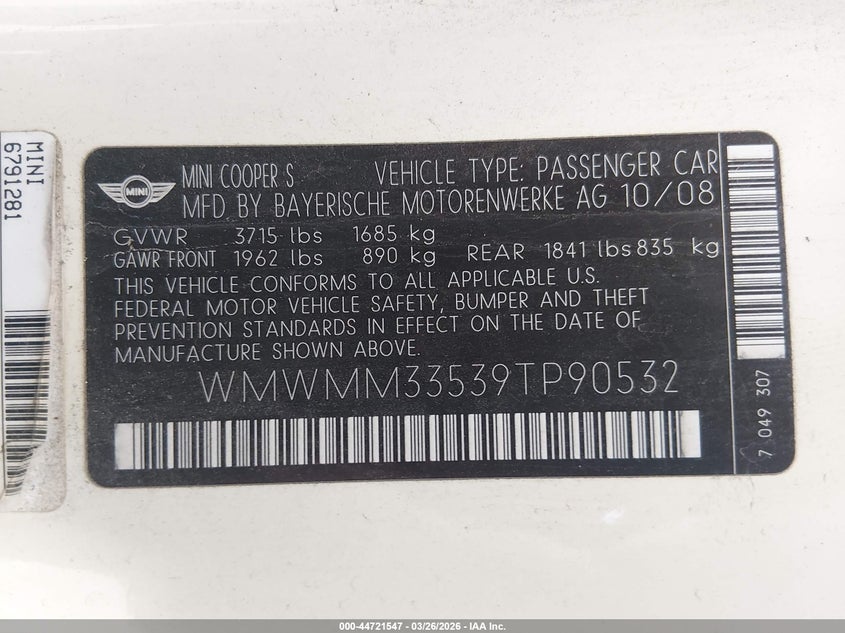 MINI
6791281
MINI
MINI COOPER S VEHICLE TYPE: PASSENGER CAR
MFD BY BAYERISCHE MOTORENWERKE AG 10/08
GVWR 3715 lbs 1685 kg
GAWR FRONT 1962 lbs 890 kg REAR 1841 lbs 835 kg
THIS VEHICLE CONFORMS TO ALL APPLICABLE U.S.
FEDERAL MOTOR VEHICLE SAFETY, BUMPER AND THEFT
PREVENTION STANDARDS IN EFFECT ON THE DATE OF
MANUFACTURE SHOWN ABOVE.
WMWMM33539TP90532
7 049 307
000-44721547 - 03/26/2026 - IAA Inc.